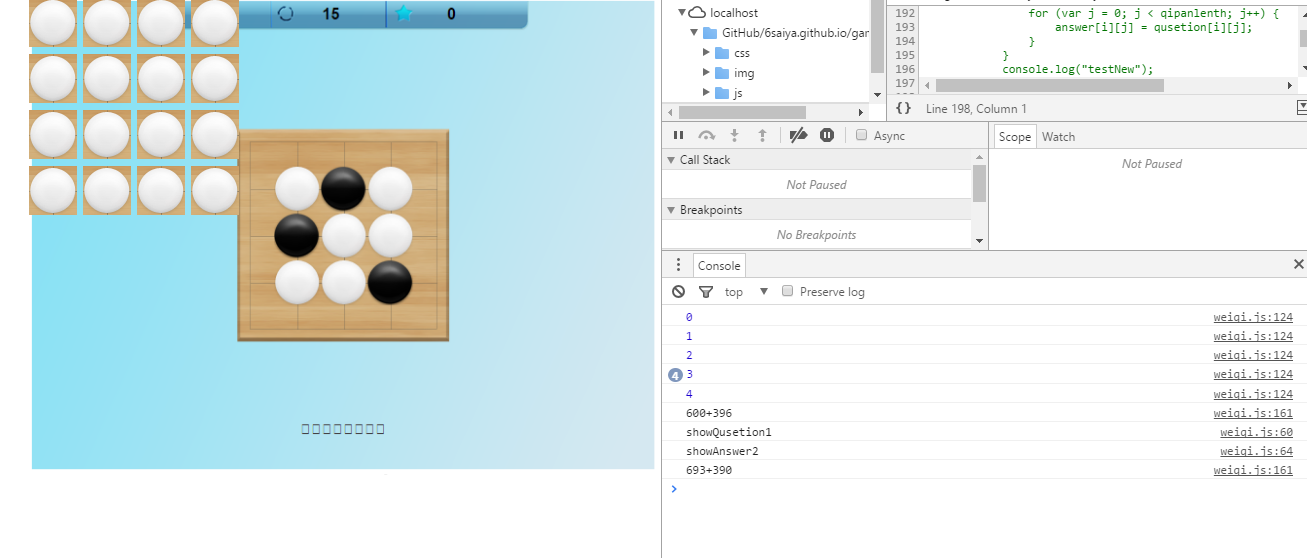 15 0
localhost
GitHub/6saiya.github.io/gar
css
img
js
192 for (var j = 0; j < qipanlenth; j++) {
193 answer[i][j] = qusetion[i][j];
194 }
195 }
196 console.log("testNew");
197
{} Line 198, Column 1
Async
Scope Watch
Call Stack
Not Paused
Not Paused
Breakpoints
No Breakpoints
Console
top Preserve log
0 weiqi.js:124
1 weiqi.js:124
2 weiqi.js:124
4 3 weiqi.js:124
4 weiqi.js:124
600+396 weiqi.js:161
showQusetion1 weiqi.js:60
showAnswer2 weiqi.js:64
693+390 weiqi.js:161